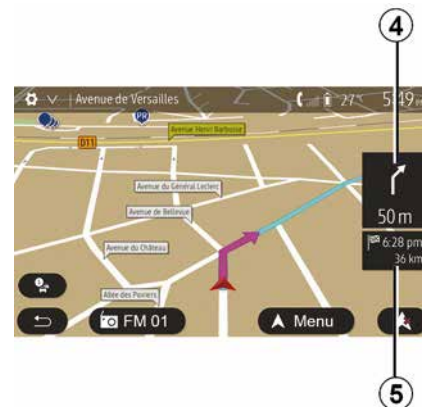 4
Avenue de Versailles 27° 5:49
PR
Avenue Henri Barbusse
D11
Avenue du Général Leclerc
Avenue de Bellevue
50 m
Avenue du Château
6:28 pm
36 km
Allée des Pioniers
FM 01
Menu
5